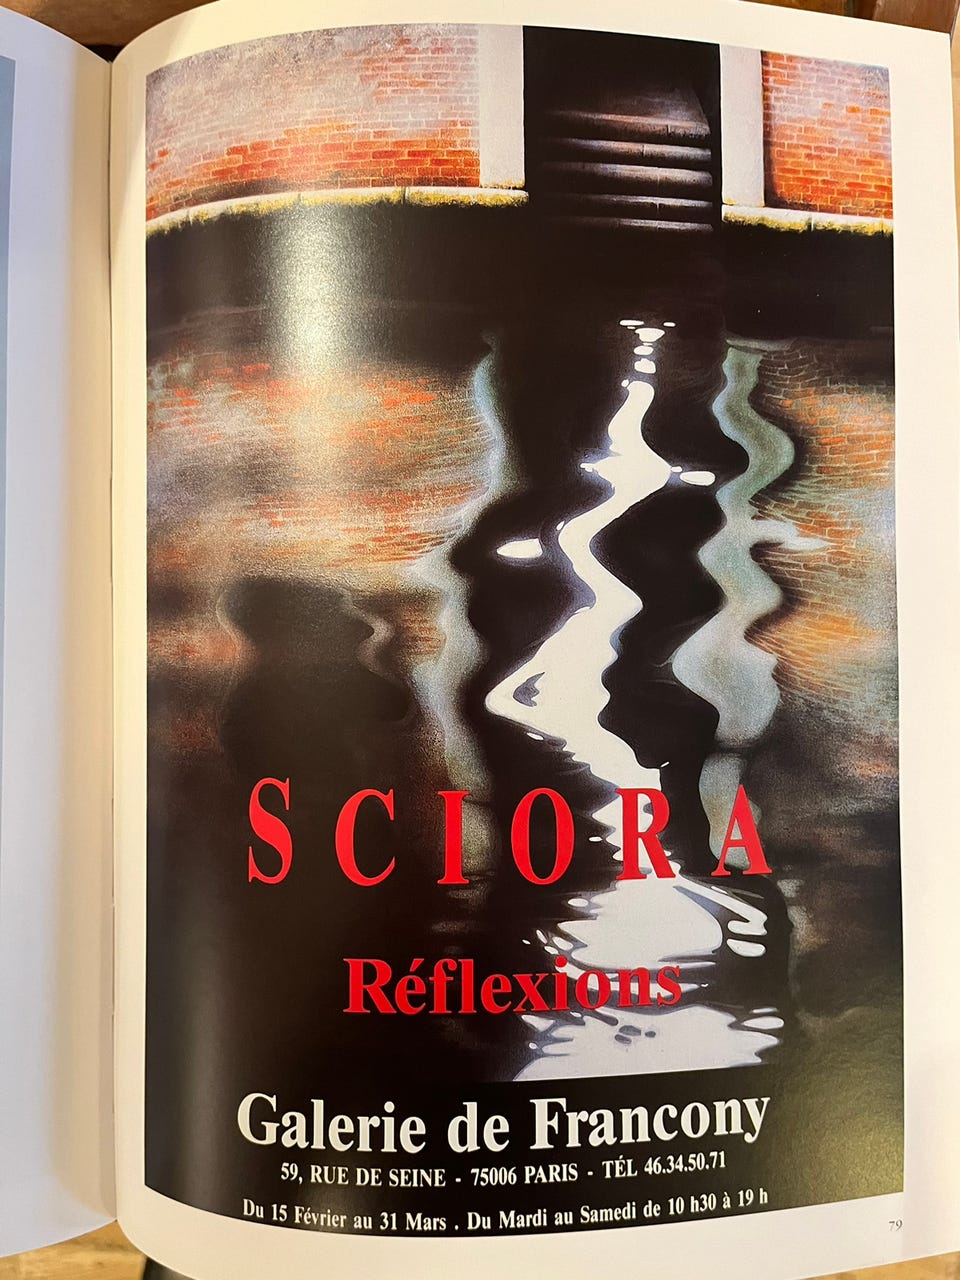 SCIORA
Réflexions
Galerie de Francony
59, RUE DE SEINE - 75006 PARIS - TÉL 46.34.50.71
Du 15 Février au 31 Mars . Du Mardi au Samedi de 10 h30 à 19 h
79